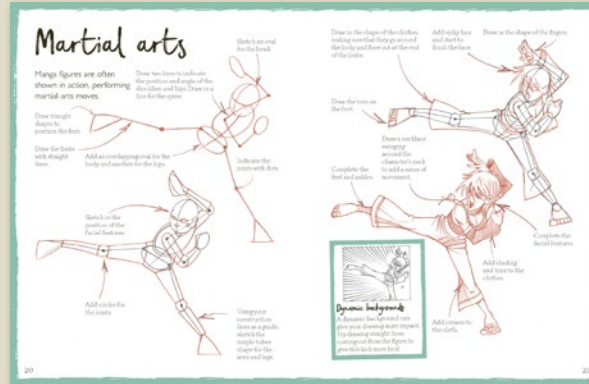 Martial arts
Manga figures are often
shown in action, performing
martial arts moves.
Sketch an oval
for the head.
Draw two lines to indicate
the position and angle of the
shoulders and hips. Draw in a
line for the spine.
Draw triangle
shapes to
position the feet.
Draw the limbs
with straight
lines.
Add an overlapping oval for the
body and another for the hips.
Indicate the
joints with dots.
Sketch in the
position of the
facial features.
Add circles for
the joints.
Using your
construction
lines as a guide,
sketch the
simple tubes
shape for the
arms and legs.
20
Draw in the shape of the clothes,
making sure that they go around
the body and flare out at the end
of the limbs.
Add spiky hair
and start to
finish the face.
Draw in the shape of the fingers.
Draw the toes on
the feet.
Draw a necklace
swinging
around the
character's neck
to add a sense of
movement.
Complete the
feet and ankles.
Complete the
facial features.
Add shading
and tone to the
clothes.
Add creases to
the cloth.
Dynamic backgrounds
A dynamic background can
give your drawing more impact.
Try drawing straight lines
coming out from the figure to
give this kick more kick!